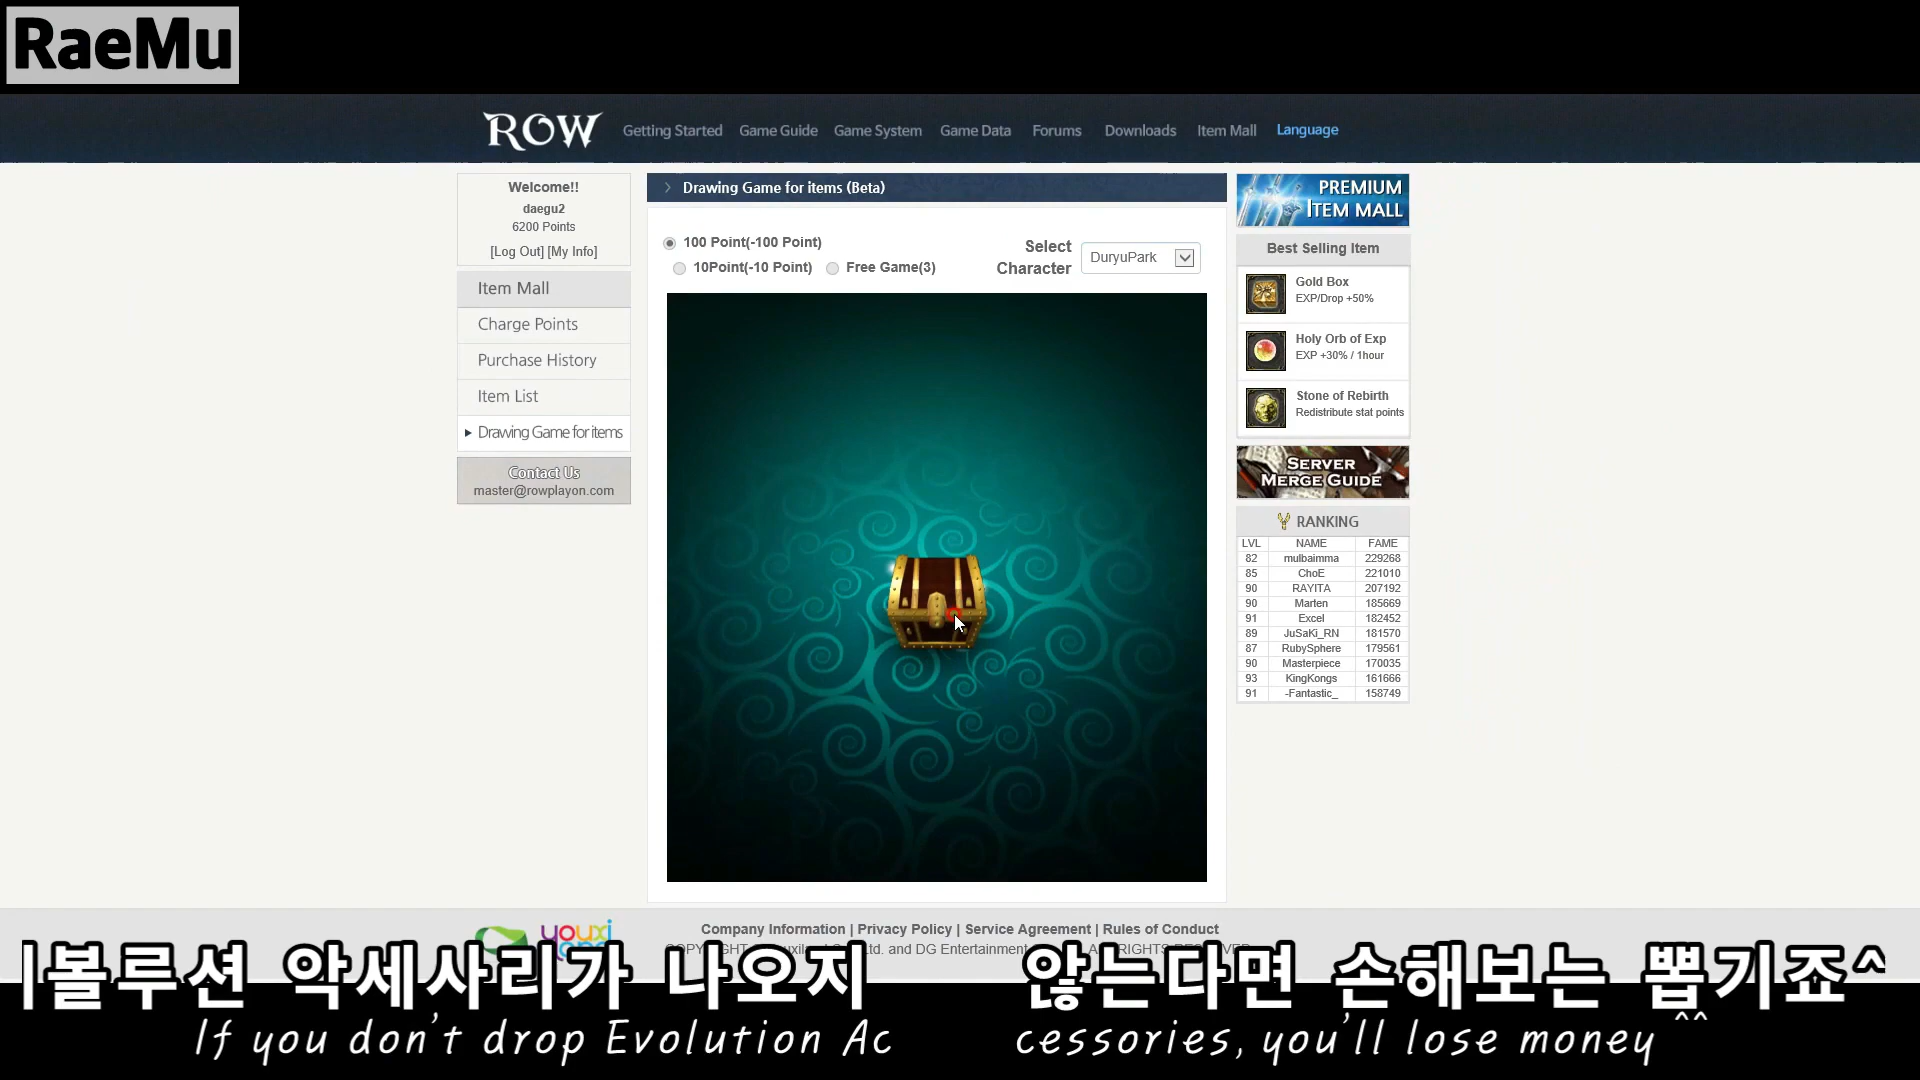 RaeMu
ROW Getting Started Game Guide Game System Game Data Forums Downloads Item Mall Language
Welcome!!
daegu2
6200 Points
[Log Out] [My Info]
Item Mall
Charge Points
Purchase History
Item List
Drawing Game for items
Contact Us
master@rowplayon.com
Drawing Game for items (Beta)
100 Point(-100 Point)
10Point(-10 Point) Free Game(3)
Select
Character
DuryuPark
PREMIUM
ITEM MALL
Best Selling Item
Gold Box
EXP/Drop +50%
Holy Orb of Exp
EXP +30% / 1hour
Stone of Rebirth
Redistribute stat points
SERVER
MERGE GUIDE
RANKING
LVL NAME FAME
82 mulbaimma 229268
85 ChoE 221010
90 RAYITA 207192
90 Marten 185669
91 Excel 182452
89 JuSaKi_RN 181570
87 RubySphere 179561
90 Masterpiece 170035
93 KingKongs 161666
91 -Fantastic_ 158749
Company Information | Privacy Policy | Service Agreement | Rules of Conduct
youxi
Ltd. and DG Entertainment
볼루션 악세사리가 나오지 않는다면 손해보는 뽑기죠^^
If you don't drop Evolution Ac cessories, you'll lose money ^^